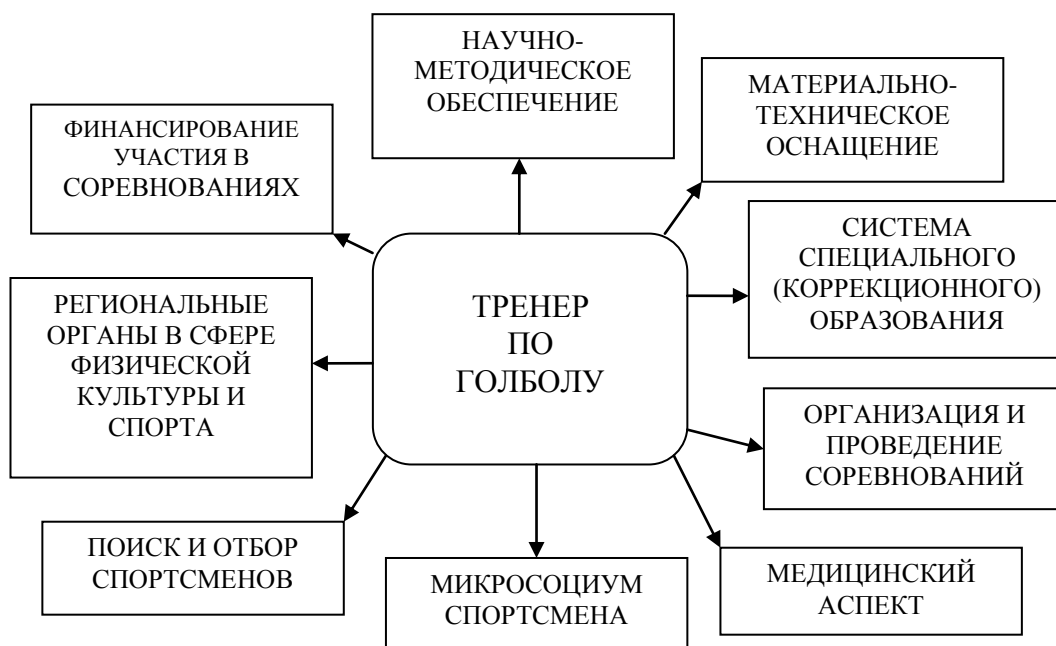 НАУЧНО-
МЕТОДИЧЕСКОЕ
ОБЕСПЕЧЕНИЕ
МАТЕРИАЛЬНО-
ТЕХНИЧЕСКОЕ
ОСНАЩЕНИЕ
ФИНАНСИРОВАНИЕ
УЧАСТИЯ В
СОРЕВНОВАНИЯХ
СИСТЕМА
СПЕЦИАЛЬНОГО
(КОРРЕКЦИОННОГО)
ОБРАЗОВАНИЯ
РЕГИОНАЛЬНЫЕ
ОРГАНЫ В СФЕРЕ
ФИЗИЧЕСКОЙ
КУЛЬТУРЫ И
СПОРТА
ТРЕНЕР
ПО
ГОЛБОЛУ
ОРГАНИЗАЦИЯ И
ПРОВЕДЕНИЕ
СОРЕВНОВАНИЙ
ПОИСК И ОТБОР
СПОРТСМЕНОВ
МИКРОСОЦИУМ
СПОРТСМЕНА
МЕДИЦИНСКИЙ
АСПЕКТ